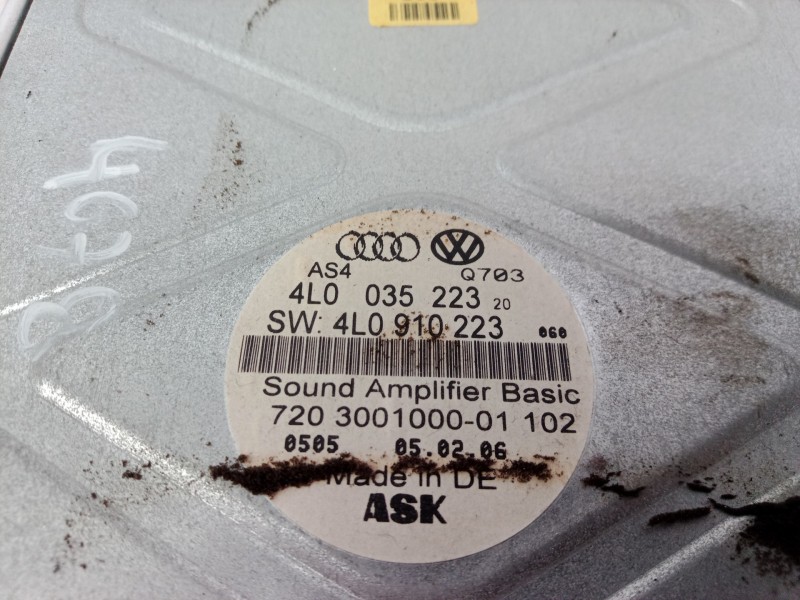 4078
AS4 Q703
4L0 035 223 20
SW: 4L0 910 223 060
Sound Amplifier Basic
720 3001000-01 102
0505 05.02.06
Made in DE
ASK